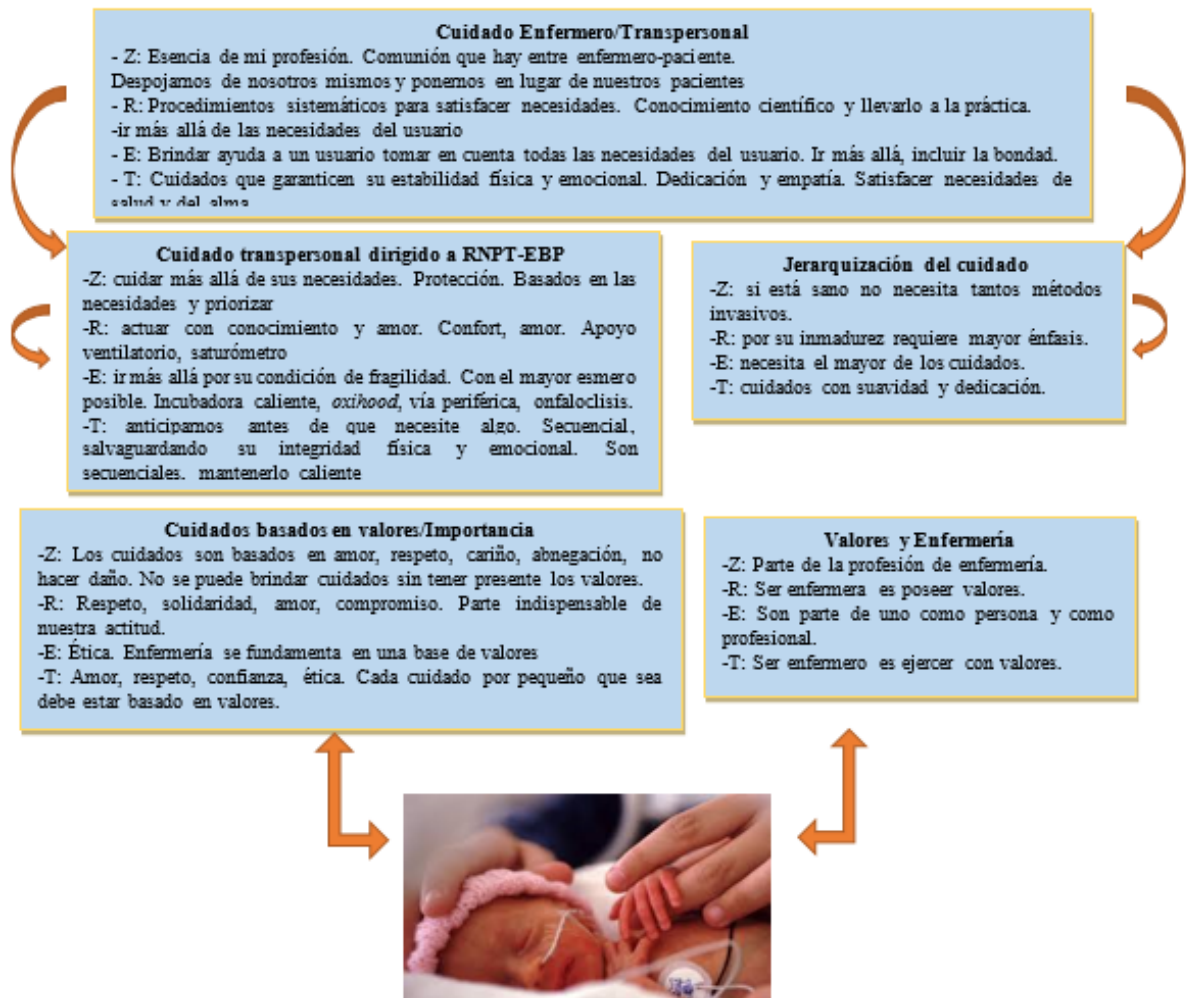 Cuidado Enfermero/Transpersonal
- Z: Esencia de mi profesión. Comunión que hay entre enfermero-paciente.
Despojarnos de nosotros mismos y ponernos en lugar de nuestros pacientes
- R: Procedimientos sistemáticos para satisfacer necesidades. Conocimiento científico y llevarlo a la práctica.
-ir más allá de las necesidades del usuario
- E: Brindar ayuda a un usuario tomar en cuenta todas las necesidades del usuario. Ir más allá, incluir la bondad.
- T: Cuidados que garanticen su estabilidad física y emocional. Dedicación y empatía. Satisfacer necesidades de
salud y del alma
Cuidado transpersonal dirigido a RNPT-EBP
-Z: cuidar más allá de sus necesidades. Protección. Basados en las
necesidades y priorizar
-R: actuar con conocimiento y amor. Confort, amor. Apoyo
ventilatorio, saturómetro
-E: ir más allá por su condición de fragilidad. Con el mayor esmero
posible. Incubadora caliente, oxihood, vía periférica, onfaloclisis.
-T: anticiparnos antes de que necesite algo. Secuencial,
salvaguardando su integridad física y emocional. Son
secuenciales. mantenerlo caliente
Jerarquización del cuidado
-Z: si está sano no necesita tantos métodos
invasivos.
-R: por su inmadurez requiere mayor énfasis.
-E: necesita el mayor de los cuidados.
-T: cuidados con suavidad y dedicación.
Cuidados basados en valores/Importancia
-Z: Los cuidados son basados en amor, respeto, cariño, abnegación, no
hacer daño. No se puede brindar cuidados sin tener presente los valores.
-R: Respeto, solidaridad, amor, compromiso. Parte indispensable de
nuestra actitud.
-E: Ética. Enfermería se fundamenta en una base de valores
-T: Amor, respeto, confianza, ética. Cada cuidado por pequeño que sea
debe estar basado en valores.
Valores y Enfermería
-Z: Parte de la profesión de enfermería.
-R: Ser enfermera es poseer valores.
-E: Son parte de uno como persona y como
profesional.
-T: Ser enfermero es ejercer con valores.